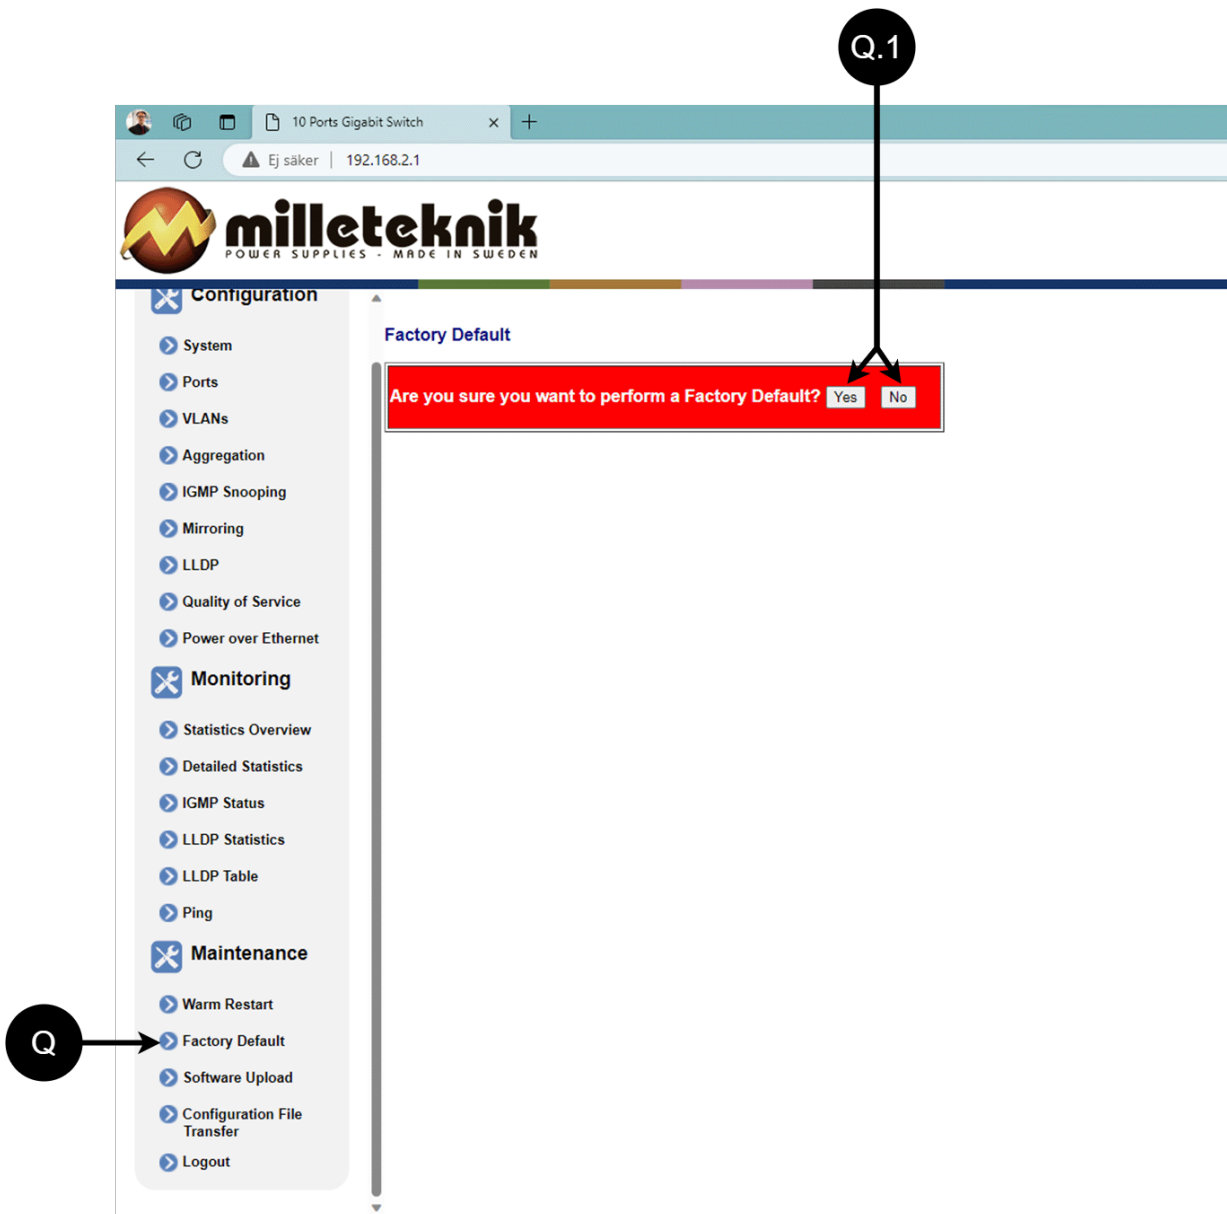 Q.1
10 Ports Gigabit Switch
Ej säker | 192.168.2.1
milleteknik
POWER SUPPLIES - MADE IN SWEDEN
Configuration
System
Ports
VLANs
Aggregation
IGMP Snooping
Mirroring
LLDP
Quality of Service
Power over Ethernet
Monitoring
Statistics Overview
Detailed Statistics
IGMP Status
LLDP Statistics
LLDP Table
Ping
Maintenance
Warm Restart
Q
Factory Default
Software Upload
Configuration File
Transfer
Logout
Factory Default
Are you sure you want to perform a Factory Default? Yes No